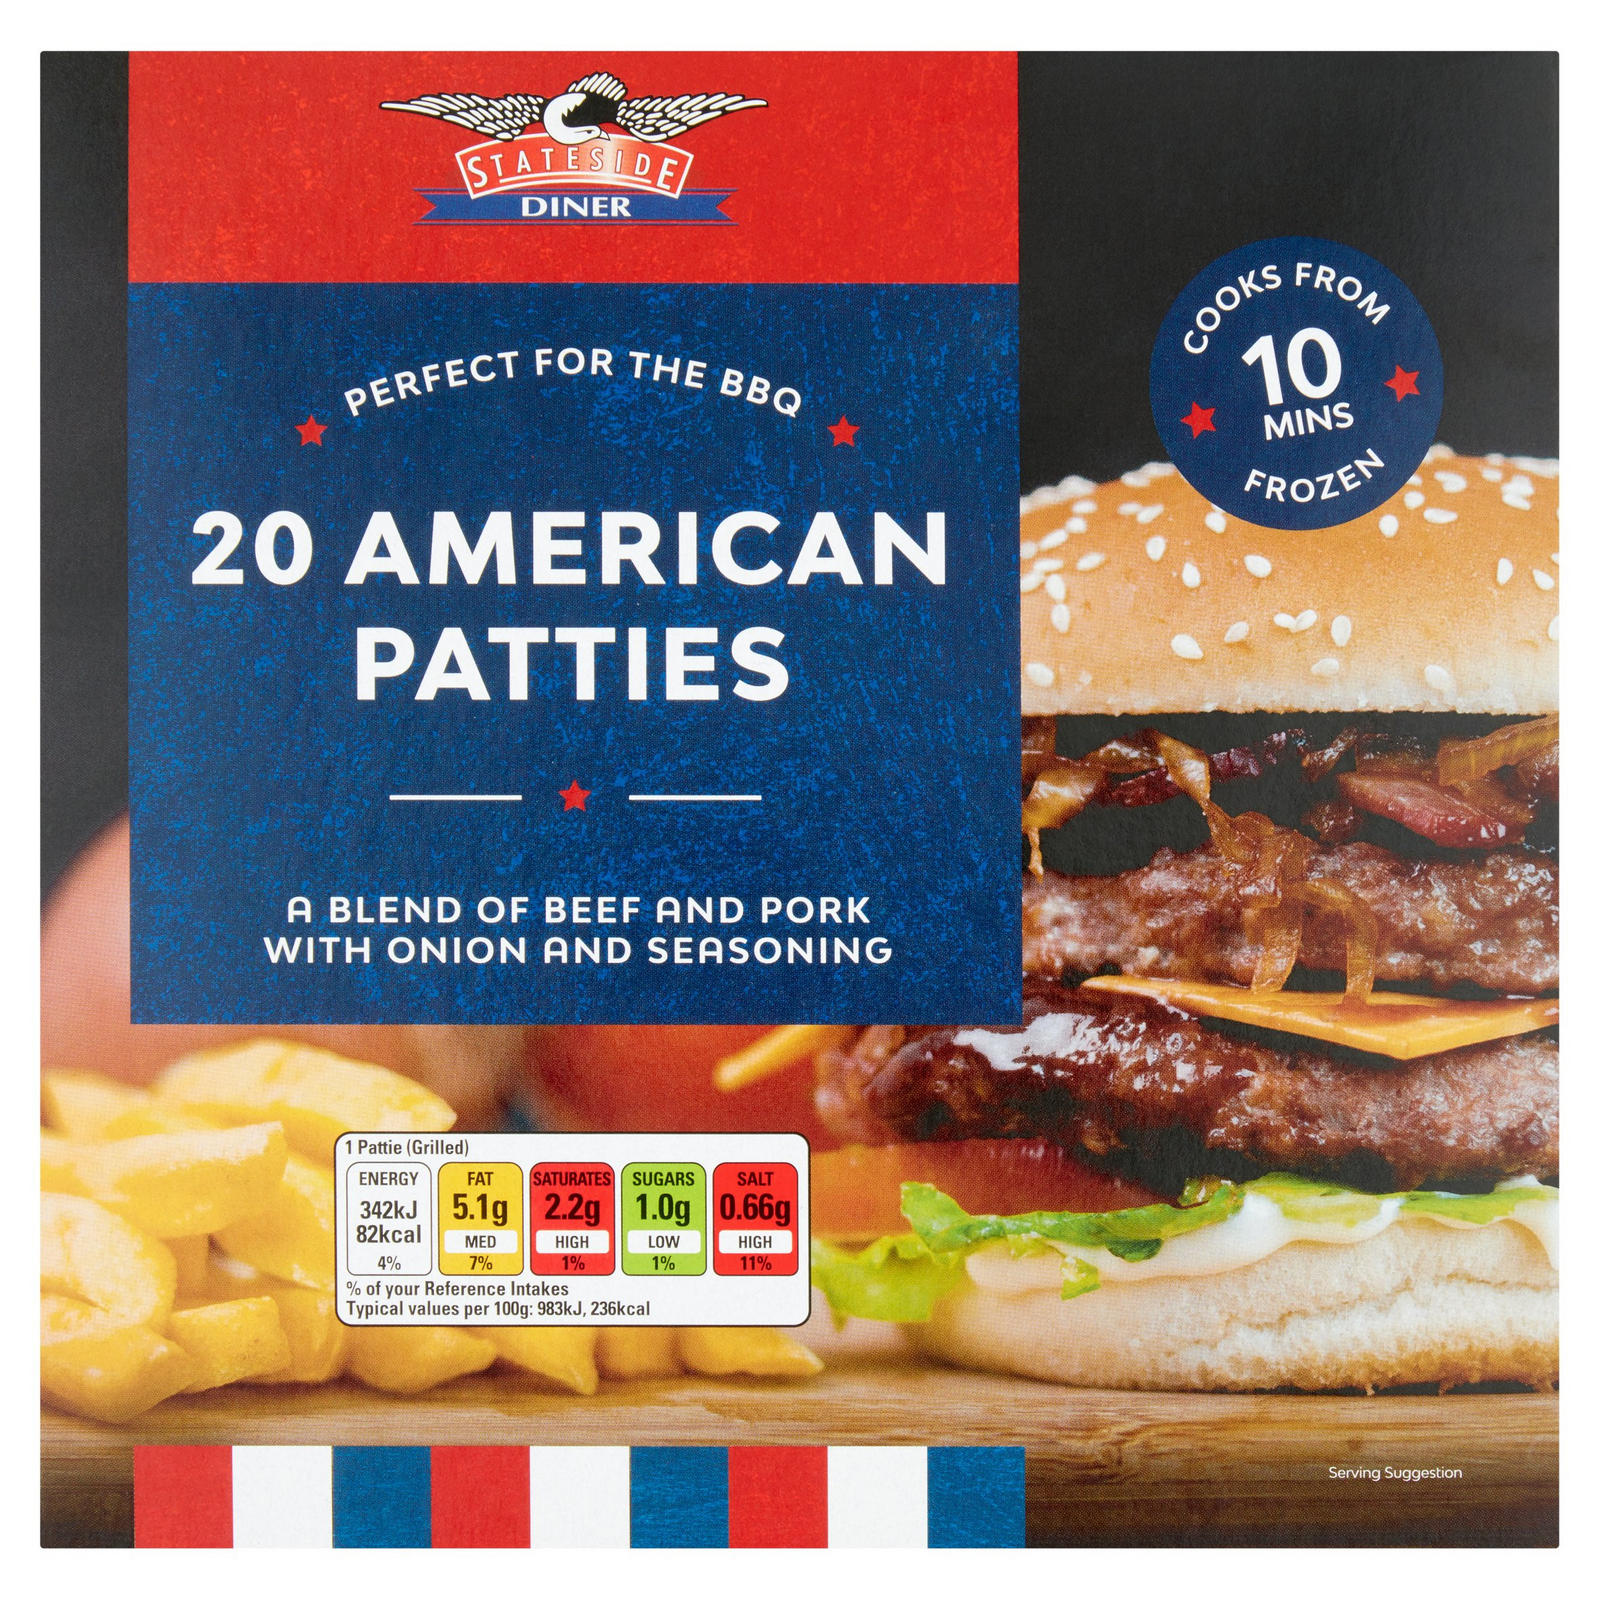 STATESIDE
DINER
PERFECT FOR THE BBQ
20 AMERICAN
PATTIES
A BLEND OF BEEF AND PORK
WITH ONION AND SEASONING
COOKS FROM
10
MINS
FROZEN
1 Pattie (Grilled)
ENERGY FAT SATURATES SUGARS SALT
342kJ 5.1g 2.2g 1.0g 0.66g
82kcal MED HIGH LOW HIGH
4% 7% 1% 1% 11%
% of your Reference Intakes
Typical values per 100g: 983kJ, 236kcal
Serving Suggestion